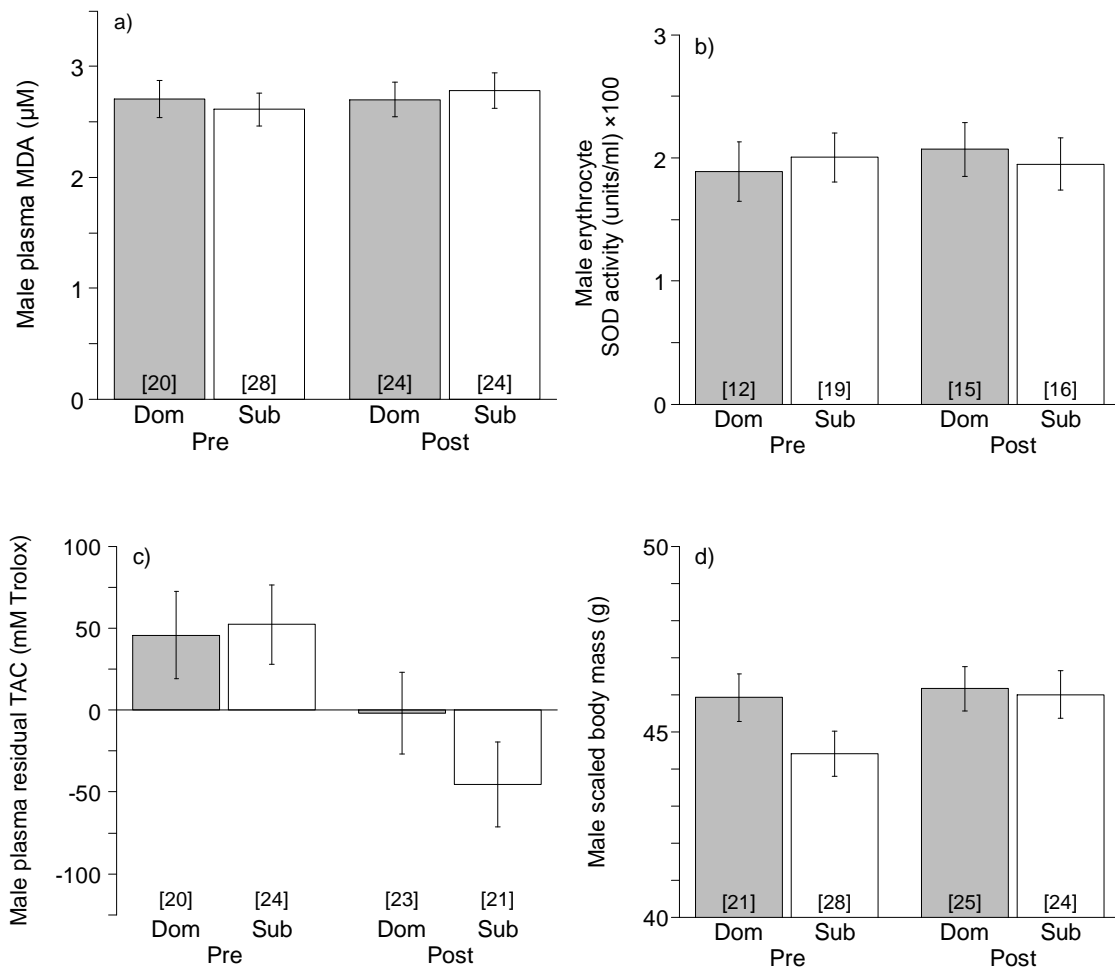 a)
Male plasma MDA (µM)
3
2
1
0
[20] [28] [24] [24]
Dom Sub Dom Sub
Pre Post
b)
Male erythrocyte
SOD activity (units/ml) ×100
3
2
1
0
[12] [19] [15] [16]
Dom Sub Dom Sub
Pre Post
c)
Male plasma residual TAC (mM Trolox)
100
50
0
-50
-100
[20] [24] [23] [21]
Dom Sub Dom Sub
Pre Post
d)
Male scaled body mass (g)
50
45
40
[21] [28] [25] [24]
Dom Sub Dom Sub
Pre Post